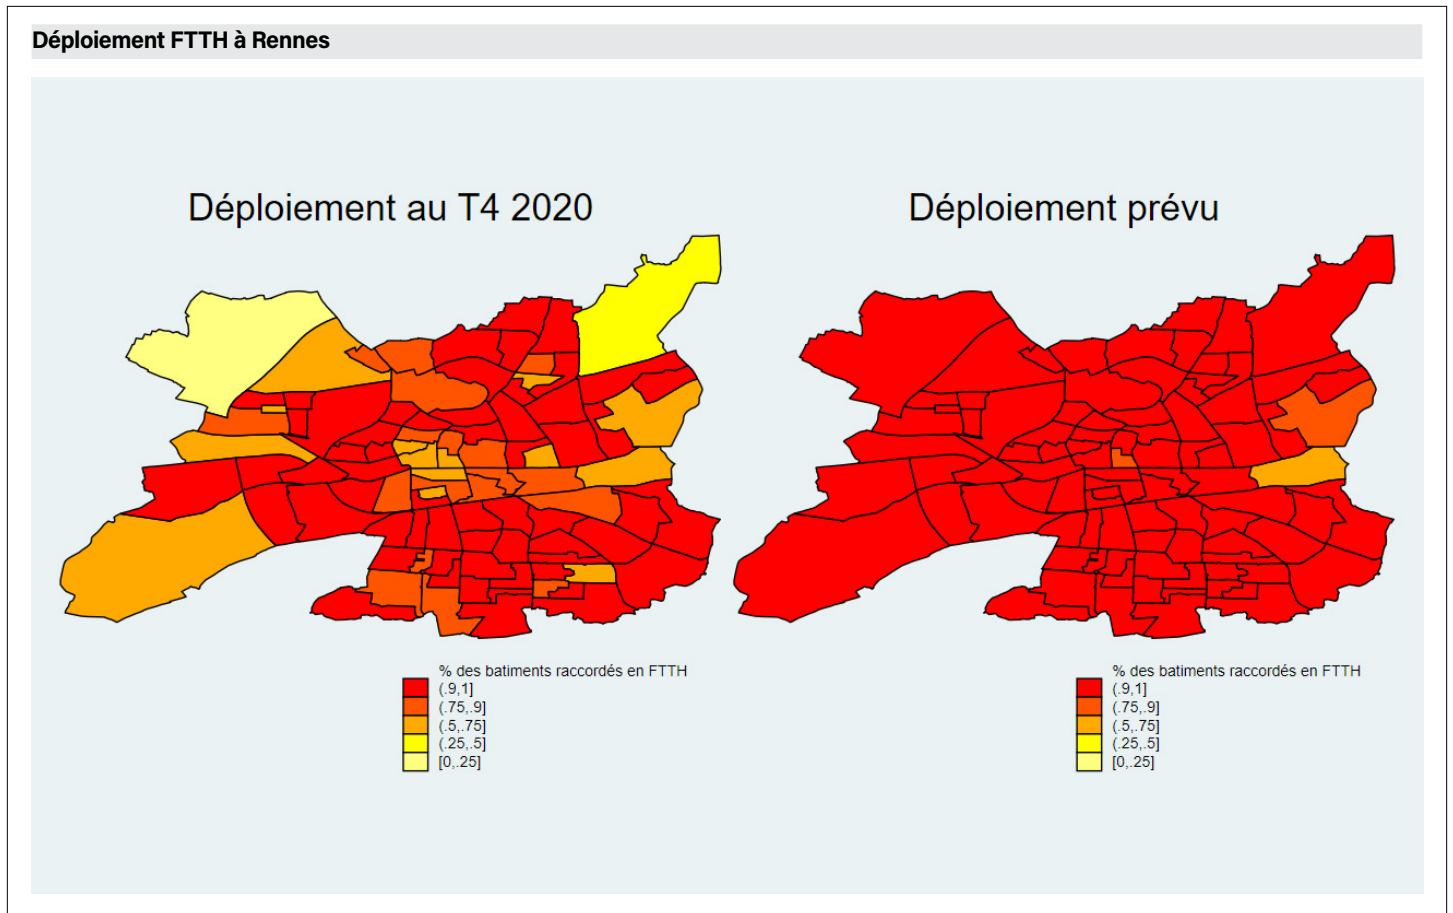 Déploiement FTTH à Rennes
Déploiement au T4 2020
Déploiement prévu
% des batiments raccordés en FTTH
(.9,1]
(.75,.9]
(.5,.75]
(.25,.5]
[0,.25]
% des batiments raccordés en FTTH
(.9,1]
(.75,.9]
(.5,.75]
(.25,.5]
[0,.25]